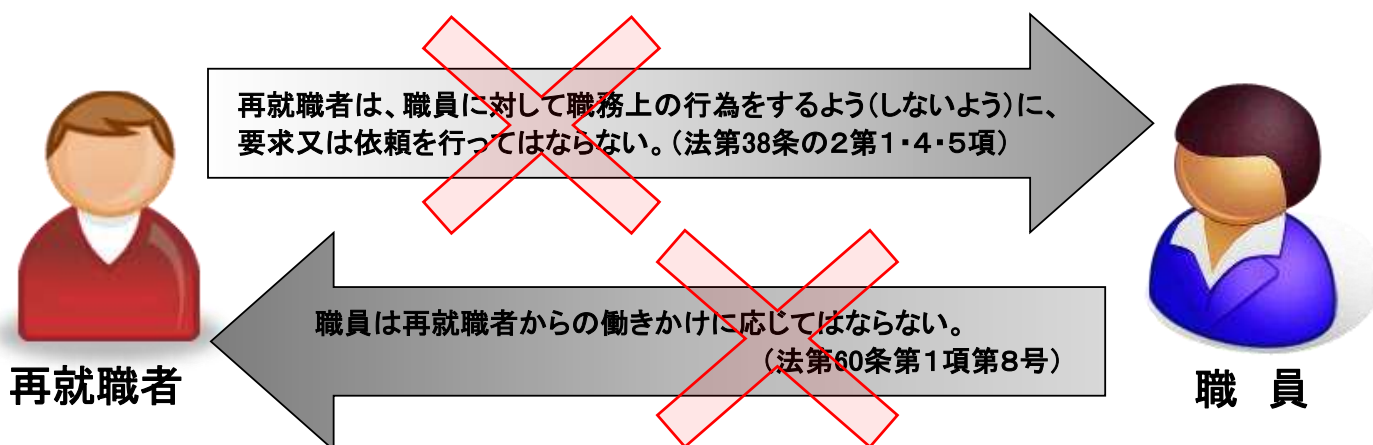 再就職者は、職員に対して職務上の行為をするよう(しないよう)に、
要求又は依頼を行ってはならない。(法第38条の2第1・4・5項)
職員は再就職者からの働きかけに応じてはならない。
(法第60条第1項第8号)
再就職者
職 員